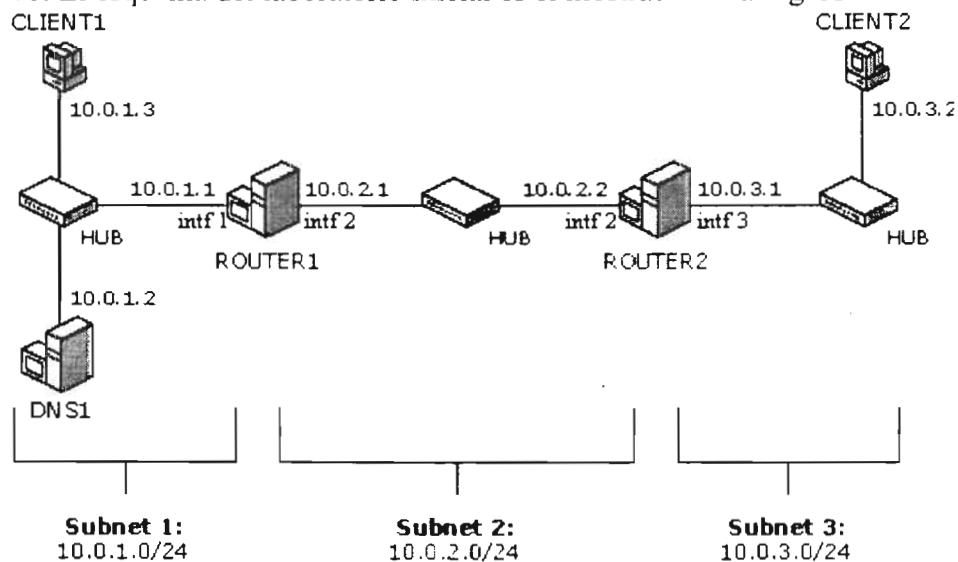 CLIENT1
CLIENT2
10.0.1.3
10.0.3.2
10.0.1.1
10.0.2.1
10.0.2.2
10.0.3.1
intf 1
intf 2
intf 2
intf 3
HUB
HUB
HUB
ROUTER1
ROUTER2
10.0.1.2
DNS1
Subnet 1:
10.0.1.0/24
Subnet 2:
10.0.2.0/24
Subnet 3:
10.0.3.0/24